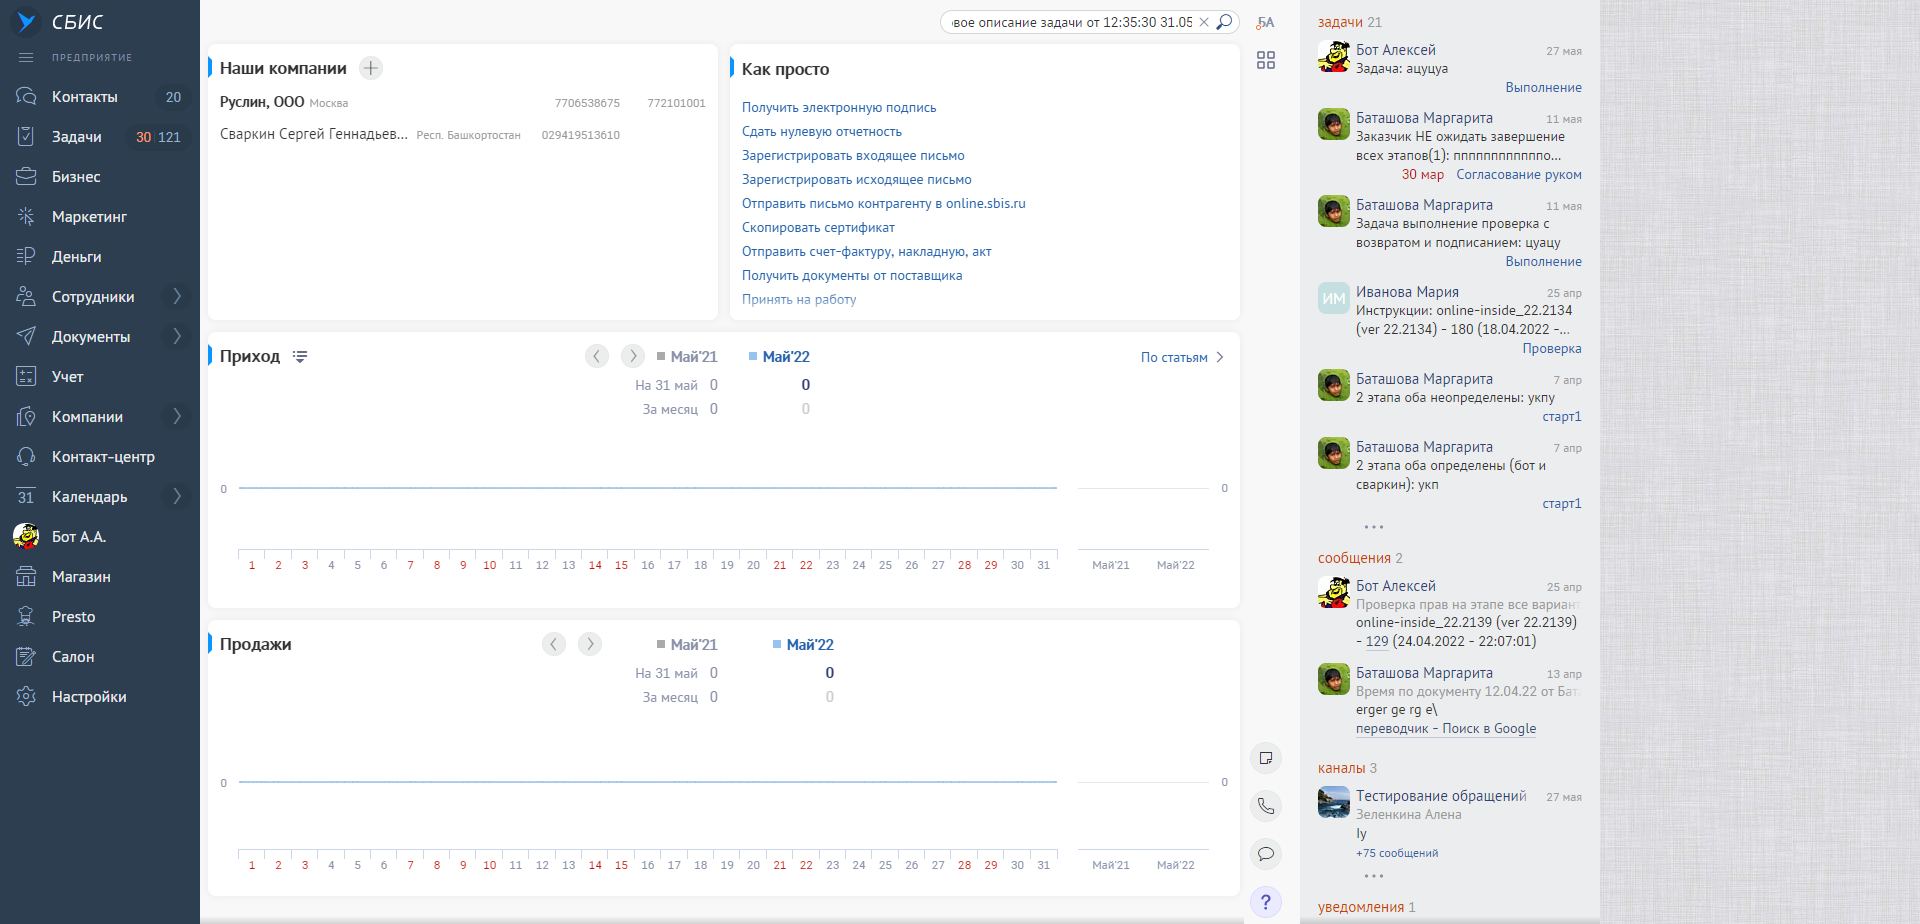 СБИС
ПРЕДПРИЯТИЕ
Контакты 20
Задачи 30 121
Бизнес
Маркетинг
Деньги
Сотрудники
Документы
Учет
Компании
Контакт-центр
31 Календарь
Бот А.А.
Магазин
Presto
Салон
Настройки
вое описание задачи от 12:35:30 31.05
БА
Наши компании
Руслин, ООО Москва 7706538675 772101001
Сваркин Сергей Геннадьев... Респ. Башкортостан 029419513610
Как просто
Получить электронную подпись
Сдать нулевую отчетность
Зарегистрировать входящее письмо
Зарегистрировать исходящее письмо
Отправить письмо контрагенту в online.sbis.ru
Скопировать сертификат
Отправить счет-фактуру, накладную, акт
Получить документы от поставщика
Принять на работу
Приход Май'21 Май'22 По статьям
На 31 май 0 0
За месяц 0 0
0 0
1 2 3 4 5 6 7 8 9 10 11 12 13 14 15 16 17 18 19 20 21 22 23 24 25 26 27 28 29 30 31 Май'21 Май'22
Продажи Май'21 Май'22
На 31 май 0 0
За месяц 0 0
0 0
1 2 3 4 5 6 7 8 9 10 11 12 13 14 15 16 17 18 19 20 21 22 23 24 25 26 27 28 29 30 31 Май'21 Май'22
?
задачи 21
Бот Алексей 27 мая
Задача: ацуцуа
Выполнение
Баташова Маргарита 11 мая
Заказчик НЕ ожидать завершение
всех этапов(1): пппппппппппо...
30 мар Согласование руком
Баташова Маргарита 11 мая
Задача выполнение проверка с
возвратом и подписанием: цуацу
Выполнение
ИМ Иванова Мария 25 апр
Инструкции: online-inside_22.2134
(ver 22.2134) - 180 (18.04.2022 -...
Проверка
Баташова Маргарита 7 апр
2 этапа оба неопределены: укпу
старт1
Баташова Маргарита 7 апр
2 этапа оба определены (бот и
сваркин): укп
старт1
...
сообщения 2
Бот Алексей 25 апр
Проверка прав на этапе все вариант
online-inside_22.2139 (ver 22.2139)
- 129 (24.04.2022 - 22:07:01)
Баташова Маргарита 13 апр
Время по документу 12.04.22 от Бат
erger ge rg e\
переводчик - Поиск в Google
каналы 3
Тестирование обращений 27 мая
Зеленкина Алена
Iy
+75 сообщений
...
уведомления 1